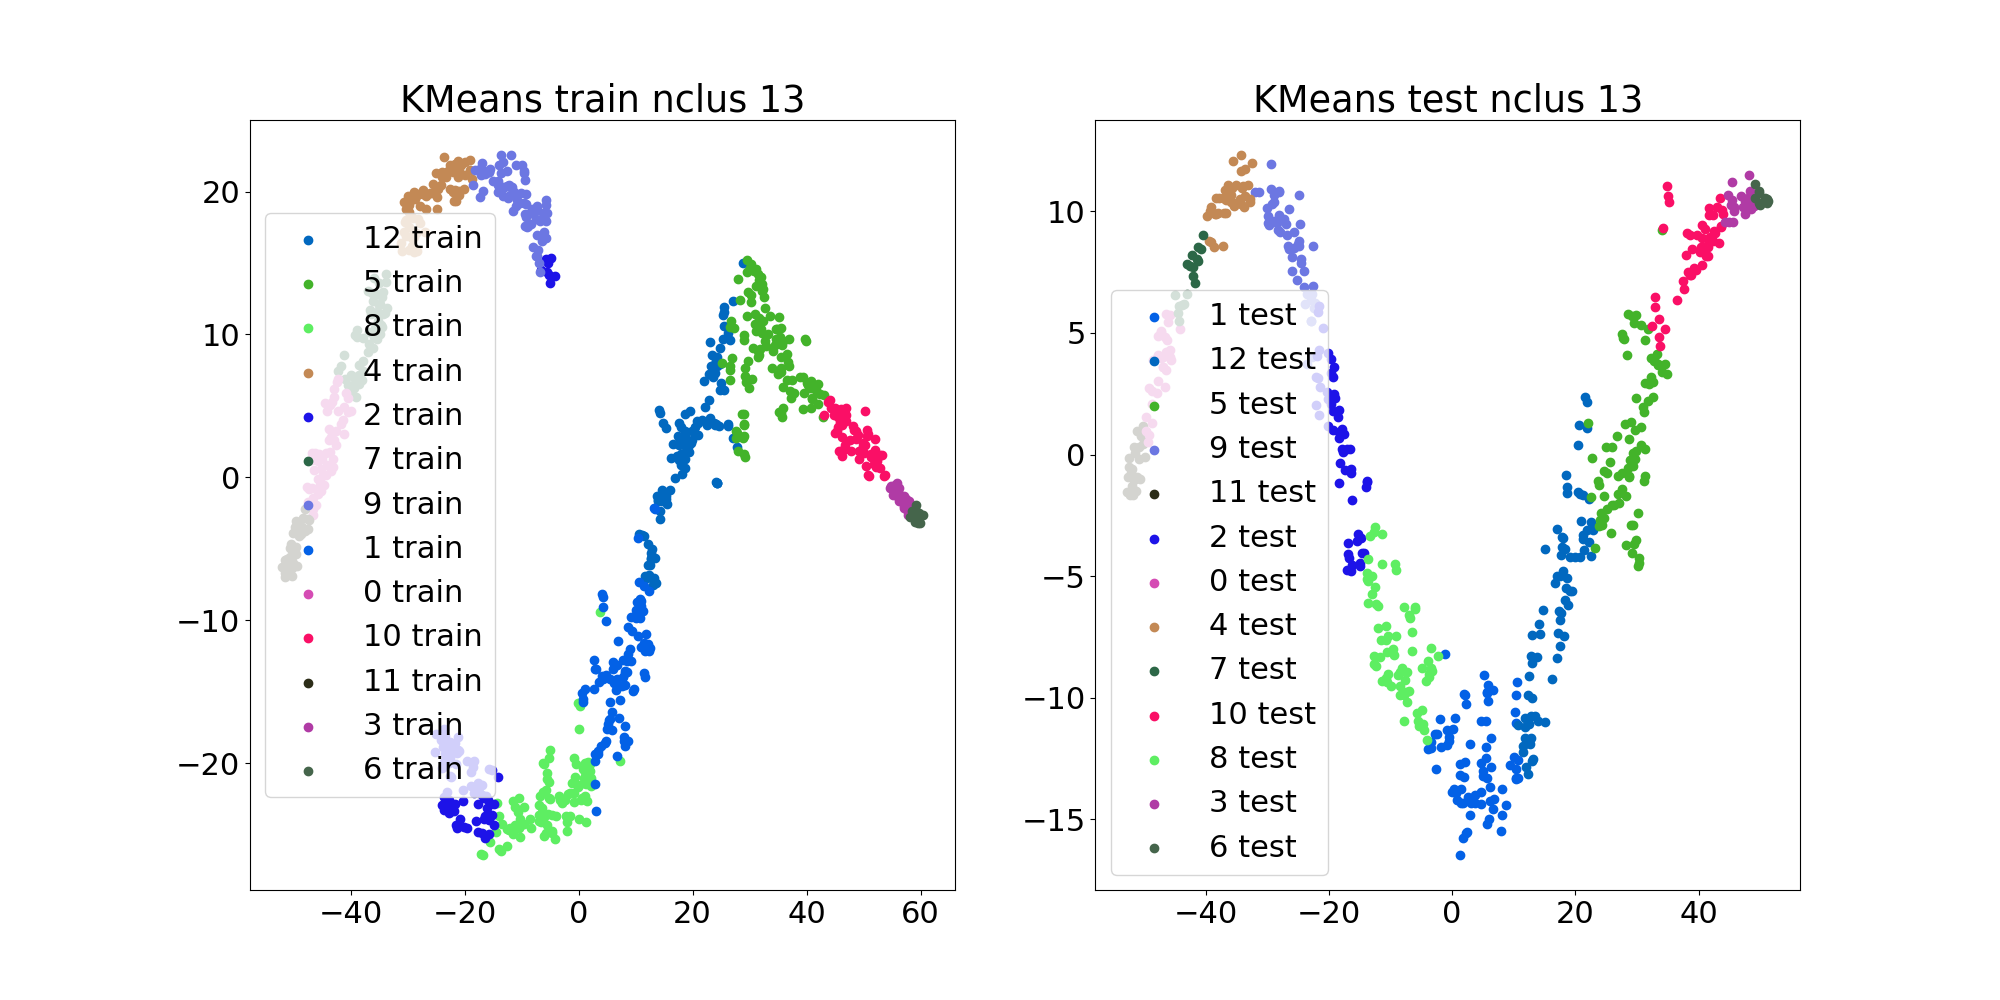 KMeans train nclus 13
20
10
0
−10
−20
−40
−20
0
20
40
60
12 train
5 train
8 train
4 train
2 train
7 train
9 train
1 train
0 train
10 train
11 train
3 train
6 train
KMeans test nclus 13
10
5
0
−5
−10
−15
−40
−20
0
20
40
1 test
12 test
5 test
9 test
11 test
2 test
0 test
4 test
7 test
10 test
8 test
3 test
6 test